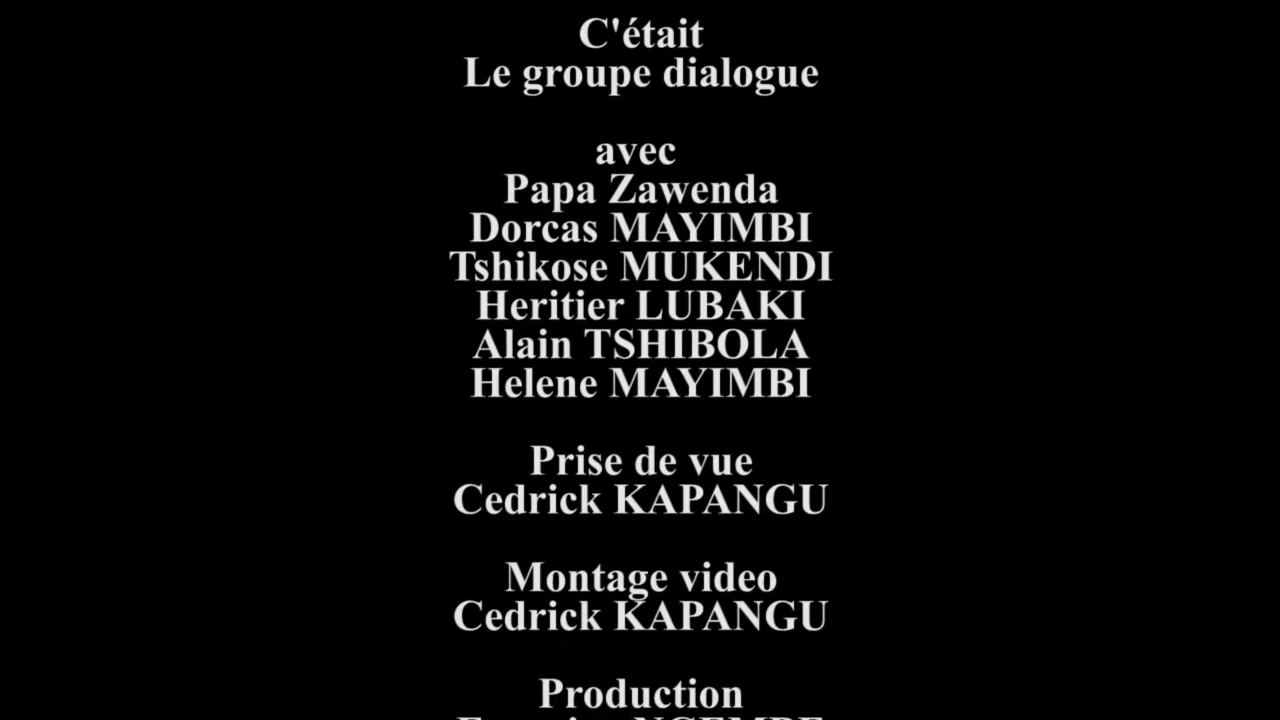 C'était
Le groupe dialogue
avec
Papa Zawenda
Dorcas MAYIMBI
Tshikose MUKENDI
Heritier LUBAKI
Alain TSHIBOLA
Helene MAYIMBI
Prise de vue
Cedrick KAPANGU
Montage video
Cedrick KAPANGU
Production